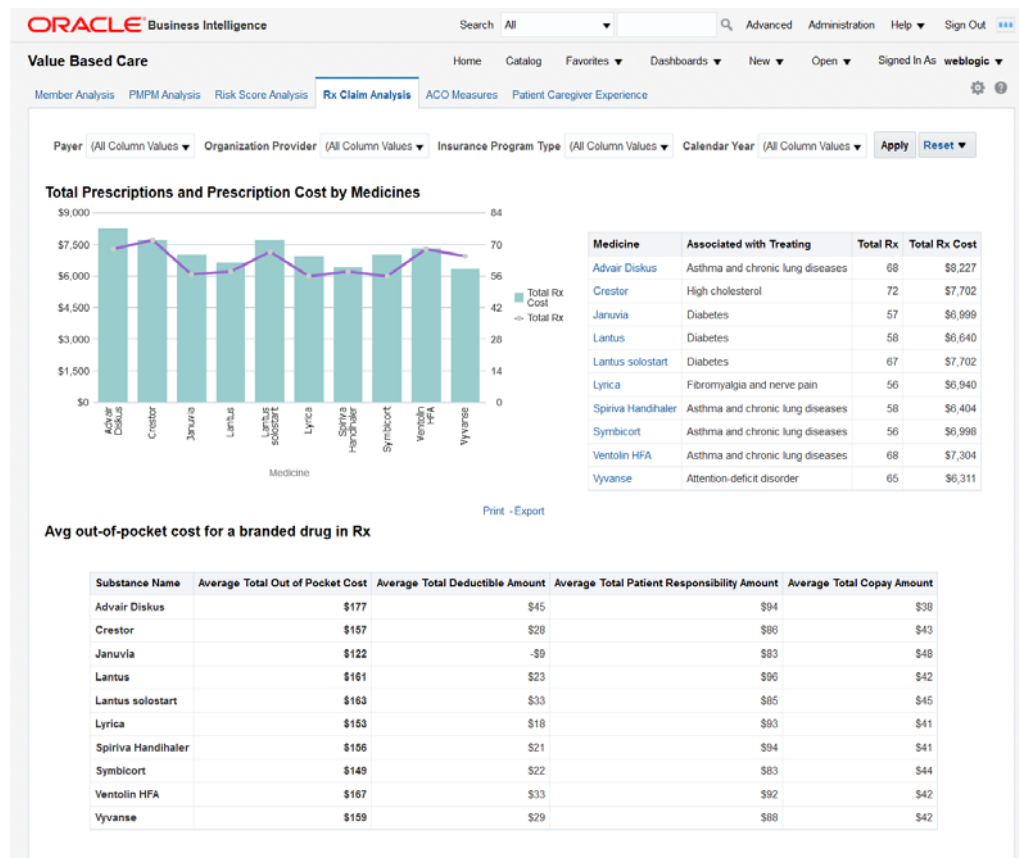 ORACLE Business Intelligence Search All Advanced Administration Help Sign Out
Value Based Care Home Catalog Favorites Dashboards New Open Signed In As weblogic
Member Analysis PMPM Analysis Risk Score Analysis Rx Claim Analysis ACO Measures Patient Caregiver Experience
Payer (All Column Values Organization Provider (All Column Values Insurance Program Type (All Column Values Calendar Year (All Column Values Apply Reset
Total Prescriptions and Prescription Cost by Medicines
$9,000 84
$7,500 70
$6,000 56
$4,500 42
$3,000 28
$1,500 14
$0 0
Total Rx Cost
Total Rx
Advair Diskus Crestor Januvia Lantus Lantus solostart Lyrica Spiriva Handihaler Symbicort Ventolin HFA Vyvanse
Medicine
Medicine Associated with Treating Total Rx Total Rx Cost
Advair Diskus Asthma and chronic lung diseases 68 $8,227
Crestor High cholesterol 72 $7,702
Januvia Diabetes 57 $6,999
Lantus Diabetes 58 $6,640
Lantus solostart Diabetes 67 $7,702
Lyrica Fibromyalgia and nerve pain 56 $6,940
Spiriva Handihaler Asthma and chronic lung diseases 58 $6,404
Symbicort Asthma and chronic lung diseases 56 $6,998
Ventolin HFA Asthma and chronic lung diseases 68 $7,304
Vyvanse Attention-deficit disorder 65 $6,311
Print - Export
Avg out-of-pocket cost for a branded drug in Rx
Substance Name Average Total Out of Pocket Cost Average Total Deductible Amount Average Total Patient Responsibility Amount Average Total Copay Amount
Advair Diskus $177 $45 $94 $38
Crestor $157 $28 $86 $43
Januvia $122 -$9 $83 $48
Lantus $161 $23 $96 $42
Lantus solostart $163 $33 $85 $45
Lyrica $153 $18 $93 $41
Spiriva Handihaler $156 $21 $94 $41
Symbicort $149 $22 $83 $44
Ventolin HFA $167 $33 $92 $42
Vyvanse $159 $29 $88 $42